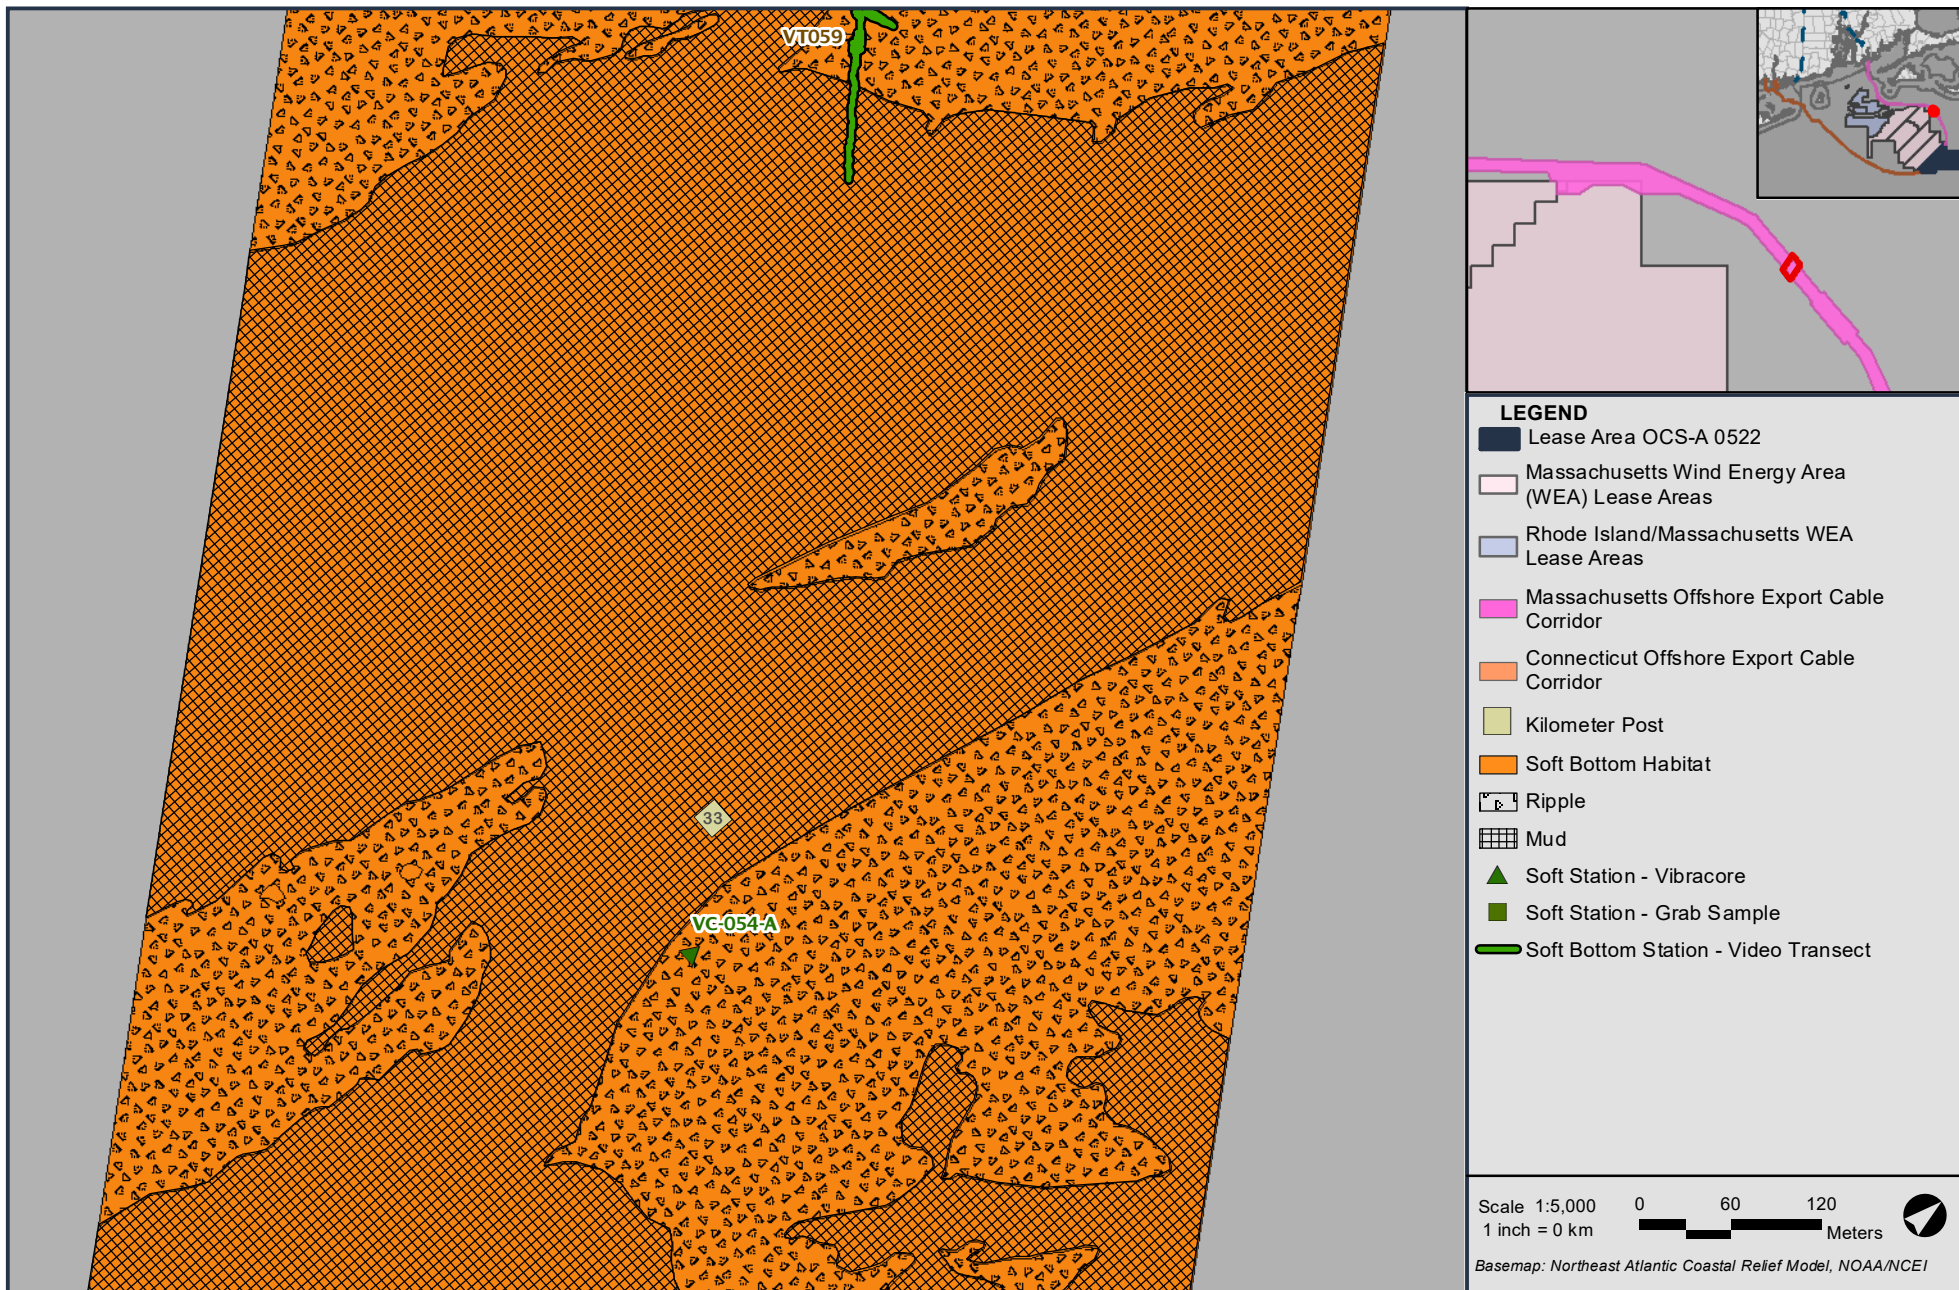 VT059
33
VC-054-A
LEGEND
Lease Area OCS-A 0522
Massachusetts Wind Energy Area
(WEA) Lease Areas
Rhode Island/Massachusetts WEA
Lease Areas
Massachusetts Offshore Export Cable
Corridor
Connecticut Offshore Export Cable
Corridor
Kilometer Post
Soft Bottom Habitat
Ripple
Mud
Soft Station - Vibracore
Soft Station - Grab Sample
Soft Bottom Station - Video Transect
Scale 1:5,000
1 inch = 0 km
0 60 120
Meters
Basemap: Northeast Atlantic Coastal Relief Model, NOAA/NCEI